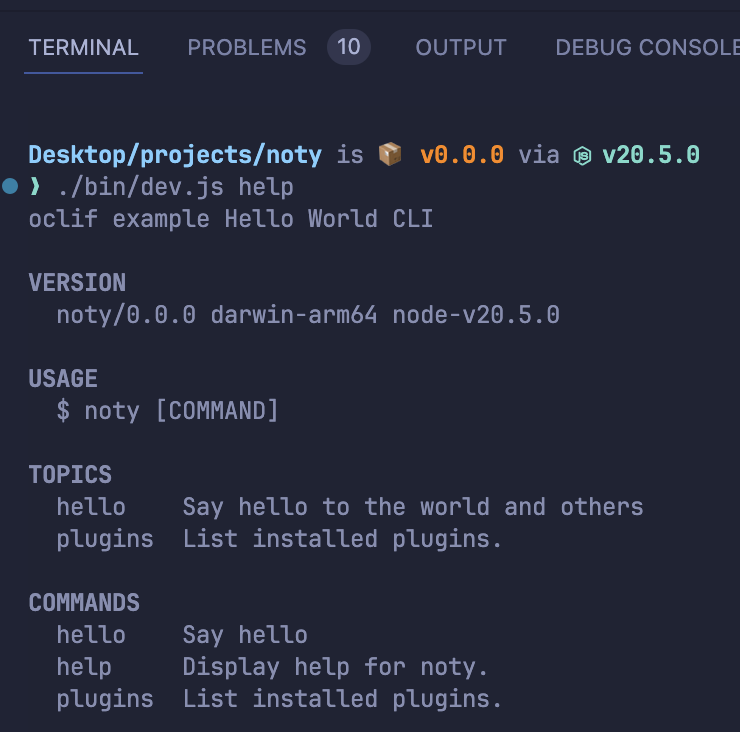 TERMINAL PROBLEMS 10 OUTPUT DEBUG CONSOLE
Desktop/projects/noty is 📦 v0.0.0 via v20.5.0
❱ ./bin/dev.js help
oclif example Hello World CLI
VERSION
noty/0.0.0 darwin-arm64 node-v20.5.0
USAGE
$ noty [COMMAND]
TOPICS
hello Say hello to the world and others
plugins List installed plugins.
COMMANDS
hello Say hello
help Display help for noty.
plugins List installed plugins.